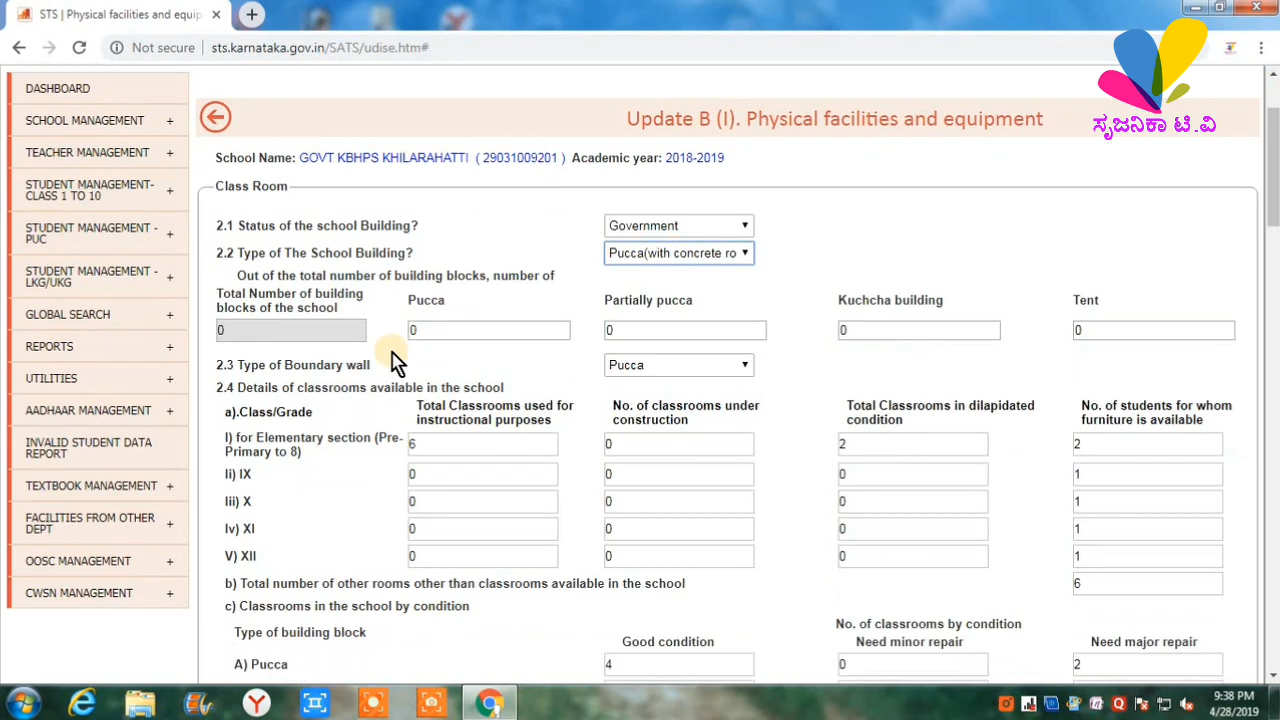 STS | Physical facilities and equip
Not secure
sts.karnataka.gov.in/SATS/udise.htm#
ಸೃಜನಿಕಾ ಟಿ.ವಿ
DASHBOARD
SCHOOL MANAGEMENT +
TEACHER MANAGEMENT +
STUDENT MANAGEMENT-
CLASS 1 TO 10 +
STUDENT MANAGEMENT -
PUC +
STUDENT MANAGEMENT -
LKG/UKG +
GLOBAL SEARCH +
REPORTS +
UTILITIES +
AADHAAR MANAGEMENT +
INVALID STUDENT DATA
REPORT +
TEXTBOOK MANAGEMENT +
FACILITIES FROM OTHER
DEPT +
OOSC MANAGEMENT +
CWSN MANAGEMENT +
Update B (I). Physical facilities and equipment
School Name: GOVT KBHPS KHILARAHATTI ( 29031009201 ) Academic year: 2018-2019
Class Room
2.1 Status of the school Building? Government
2.2 Type of The School Building? Pucca(with concrete ro
Out of the total number of building blocks, number of
Total Number of building
blocks of the school Pucca Partially pucca Kuchcha building Tent
0 0 0 0 0
2.3 Type of Boundary wall Pucca
2.4 Details of classrooms available in the school
a).Class/Grade Total Classrooms used for
instructional purposes No. of classrooms under
construction Total Classrooms in dilapidated
condition No. of students for whom
furniture is available
I) for Elementary section (Pre-
Primary to 8) 6 0 2 2
Ii) IX 0 0 0 1
Iii) X 0 0 0 1
Iv) XI 0 0 0 1
V) XII 0 0 0 1
b) Total number of other rooms other than classrooms available in the school 6
c) Classrooms in the school by condition
Type of building block No. of classrooms by condition
Good condition Need minor repair Need major repair
A) Pucca 4 0 2
9:38 PM
4/28/2019